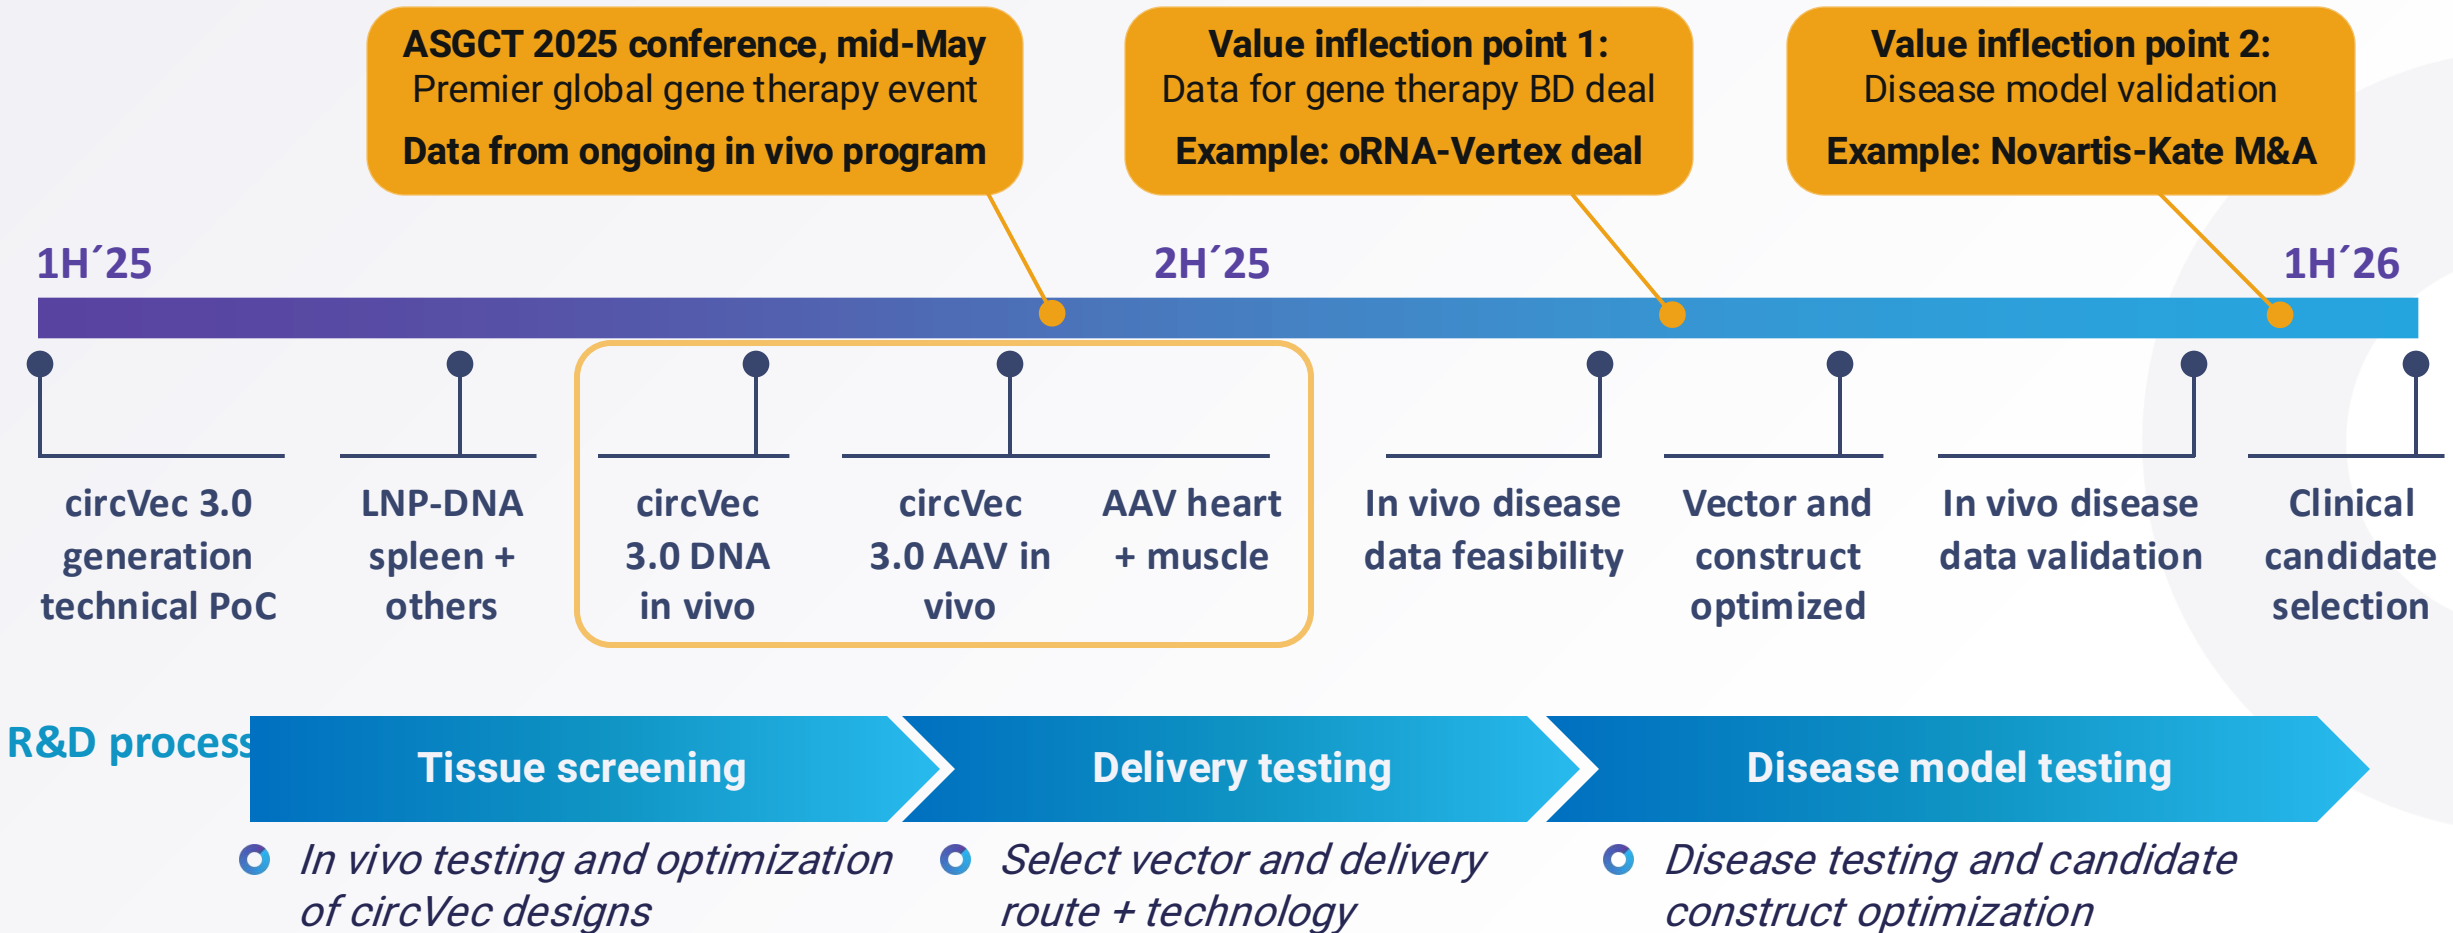 ASGCT 2025 conference, mid-May
Premier global gene therapy event
Data from ongoing in vivo program
Value inflection point 1:
Data for gene therapy BD deal
Example: oRNA-Vertex deal
Value inflection point 2:
Disease model validation
Example: Novartis-Kate M&A
1H´25
2H´25
1H´26
circVec 3.0
generation
technical PoC
LNP-DNA
spleen +
others
circVec
3.0 DNA
in vivo
circVec
3.0 AAV in
vivo
AAV heart
+ muscle
In vivo disease
data feasibility
Vector and
construct
optimized
In vivo disease
data validation
Clinical
candidate
selection
R&D process
Tissue screening
Delivery testing
Disease model testing
In vivo testing and optimization
of circVec designs
Select vector and delivery
route + technology
Disease testing and candidate
construct optimization